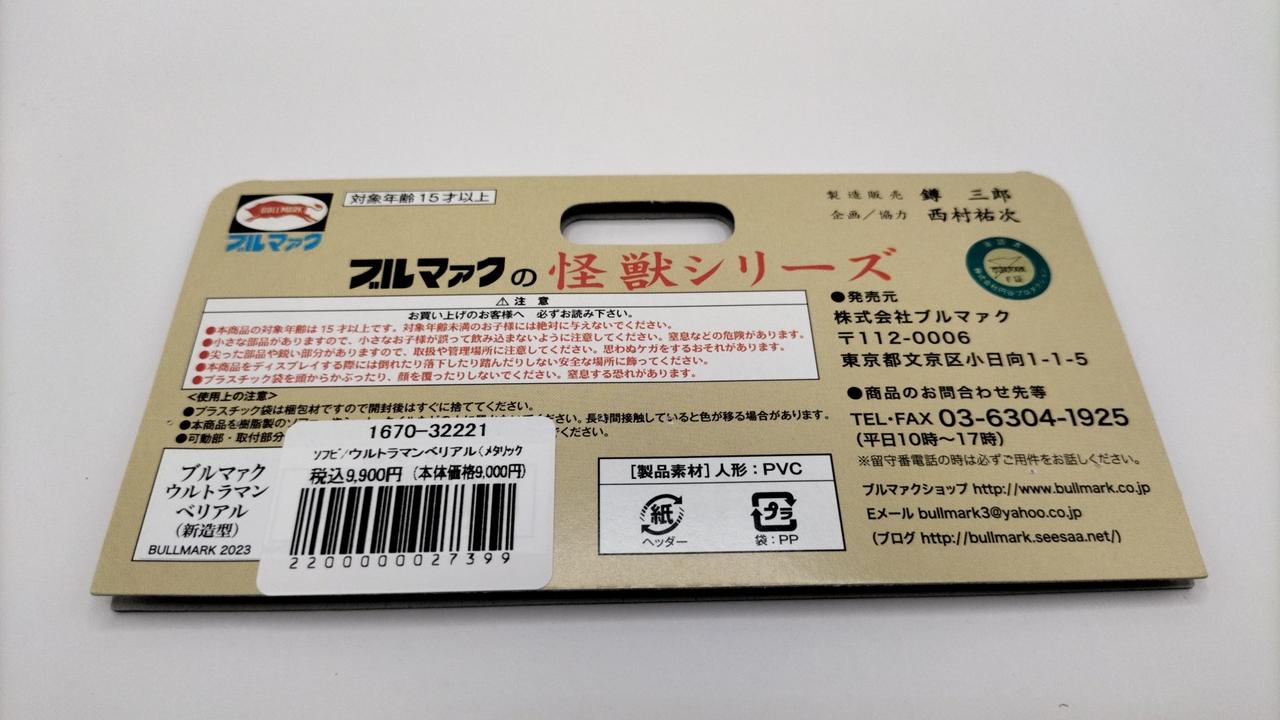 BULLMARK
ブルマァク
対象年齢15才以上
製造販売 鐏 三郎
企画／協力 西村祐次
ブルマァクの怪獣シリーズ
⚠注 意
お買い上げのお客様へ 必ずお読み下さい。
●本商品の対象年齢は15才以上です。対象年齢未満のお子様には絶対に与えないでください。
●小さな部品がありますので、小さなお子様が誤って飲み込まないように注意してください。窒息などの危険があります。
●尖った部品や鋭い部分がありますので、取扱や管理場所に注意してください。思わぬケガをするおそれがあります。
●本商品をディスプレイする際には倒れたり落下したり踏んだりしない安全な場所に飾ってください。
●プラスチック袋を頭からかぶったり、顔を覆ったりしないでください。窒息する恐れがあります。
<使用上の注意>
●プラスチック袋は梱包材ですので開封後はすぐに捨ててください。
●本商品を樹脂製のソファ ください。長時間接触していると色が移る場合があります。
●可動部・取付部分 ください。
1670-32221
ソフビ/ウルトラマンベリアル(メタリック
税込9,900円 (本体価格9,000円)
2200000027399
ブルマァク
ウルトラマン
ベリアル
(新造型)
BULLMARK 2023
[製品素材] 人形：PVC
紙
ヘッダー
プラ
袋：PP
●発売元
株式会社ブルマァク
〒112-0006
東京都文京区小日向1-1-5
●商品のお問合わせ先等
TEL・FAX 03-6304-1925
(平日10時〜17時)
※留守番電話の時は必ずご用件をお話しください。
ブルマァクショップ http://www.bullmark.co.jp
Eメール bullmark3@yahoo.co.jp
(ブログ http://bullmark.seesaa.net/)